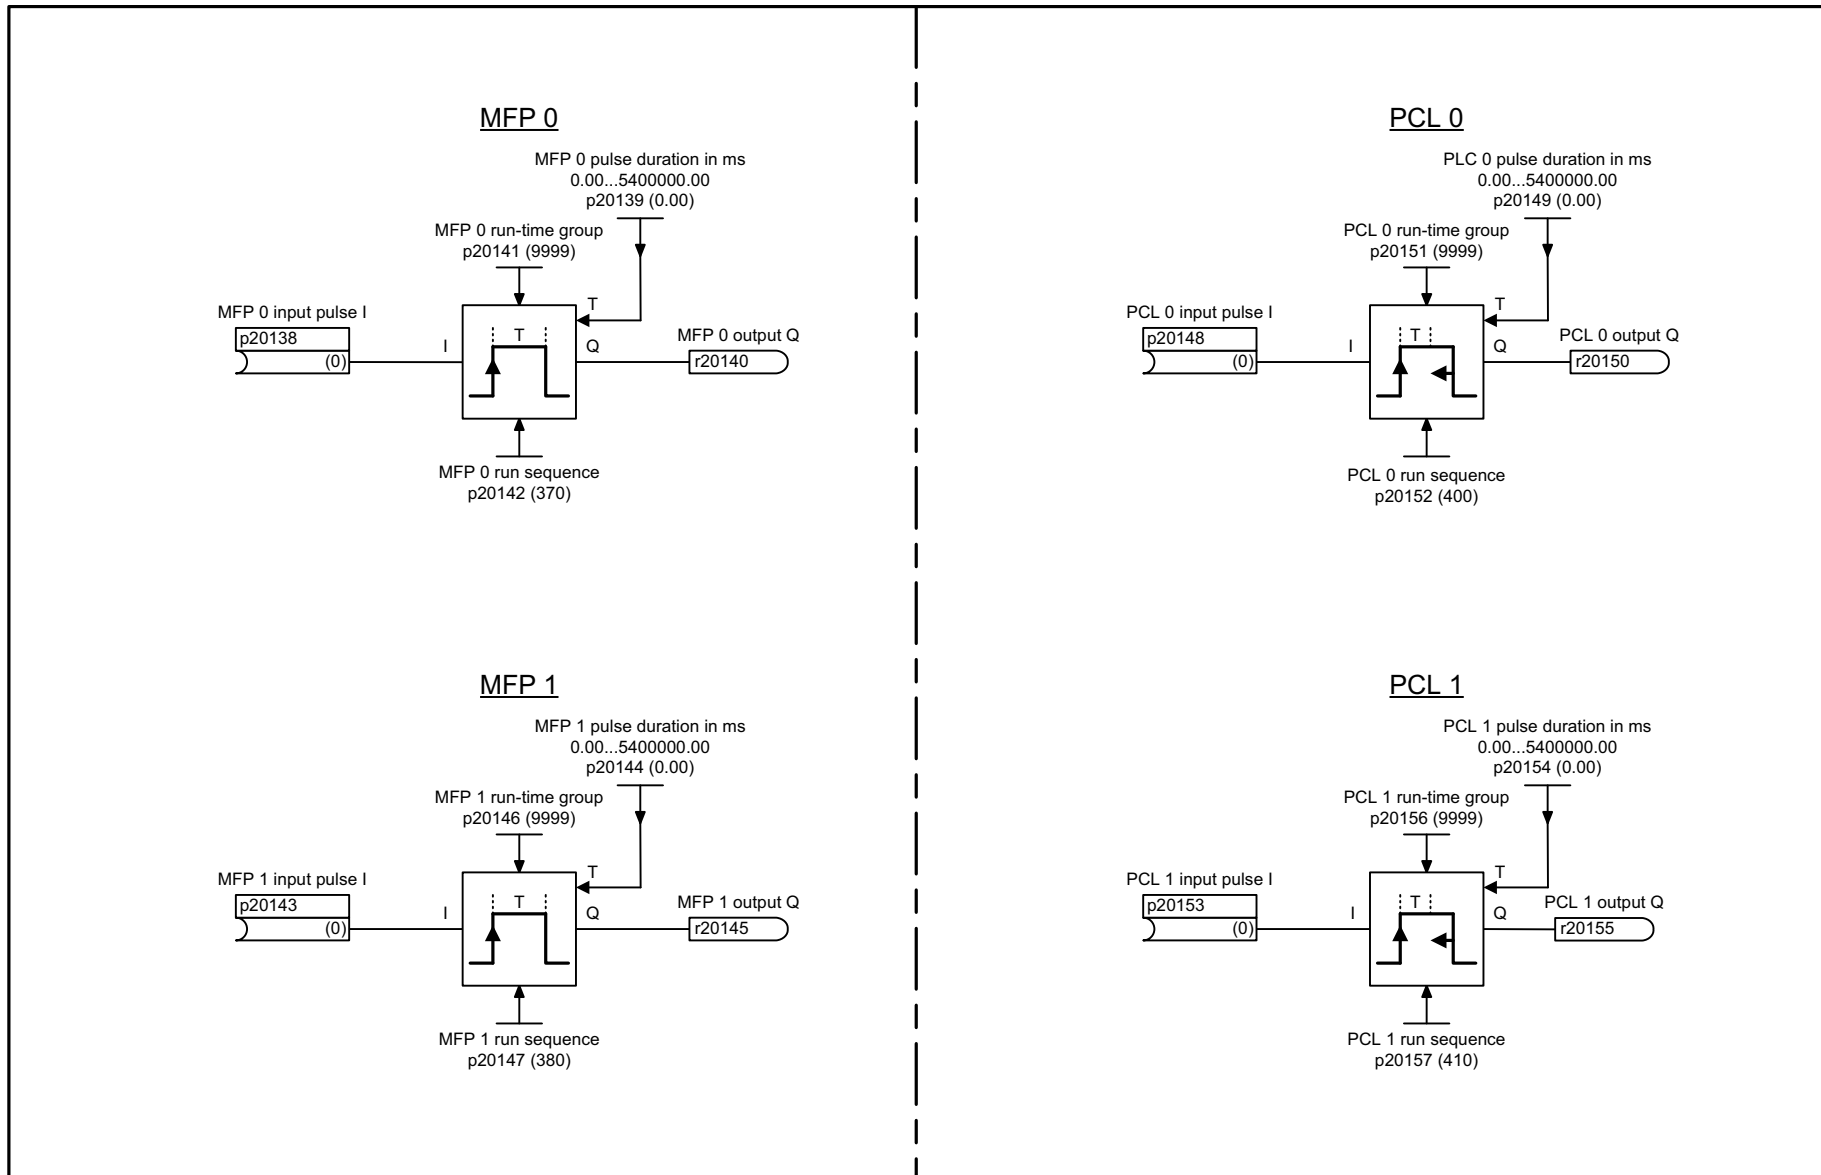 MFP 0
MFP 0 pulse duration in ms
0.00...5400000.00
p20139 (0.00)
MFP 0 run-time group
p20141 (9999)
T
MFP 0 input pulse I
p20138
(0)
I
T
Q
MFP 0 output Q
r20140
MFP 0 run sequence
p20142 (370)
PCL 0
PLC 0 pulse duration in ms
0.00...5400000.00
p20149 (0.00)
PCL 0 run-time group
p20151 (9999)
T
PCL 0 input pulse I
p20148
(0)
I
T
Q
PCL 0 output Q
r20150
PCL 0 run sequence
p20152 (400)
MFP 1
MFP 1 pulse duration in ms
0.00...5400000.00
p20144 (0.00)
MFP 1 run-time group
p20146 (9999)
T
MFP 1 input pulse I
p20143
(0)
I
T
Q
MFP 1 output Q
r20145
MFP 1 run sequence
p20147 (380)
PCL 1
PCL 1 pulse duration in ms
0.00...5400000.00
p20154 (0.00)
PCL 1 run-time group
p20156 (9999)
T
PCL 1 input pulse I
p20153
(0)
I
T
Q
PCL 1 output Q
r20155
PCL 1 run sequence
p20157 (410)